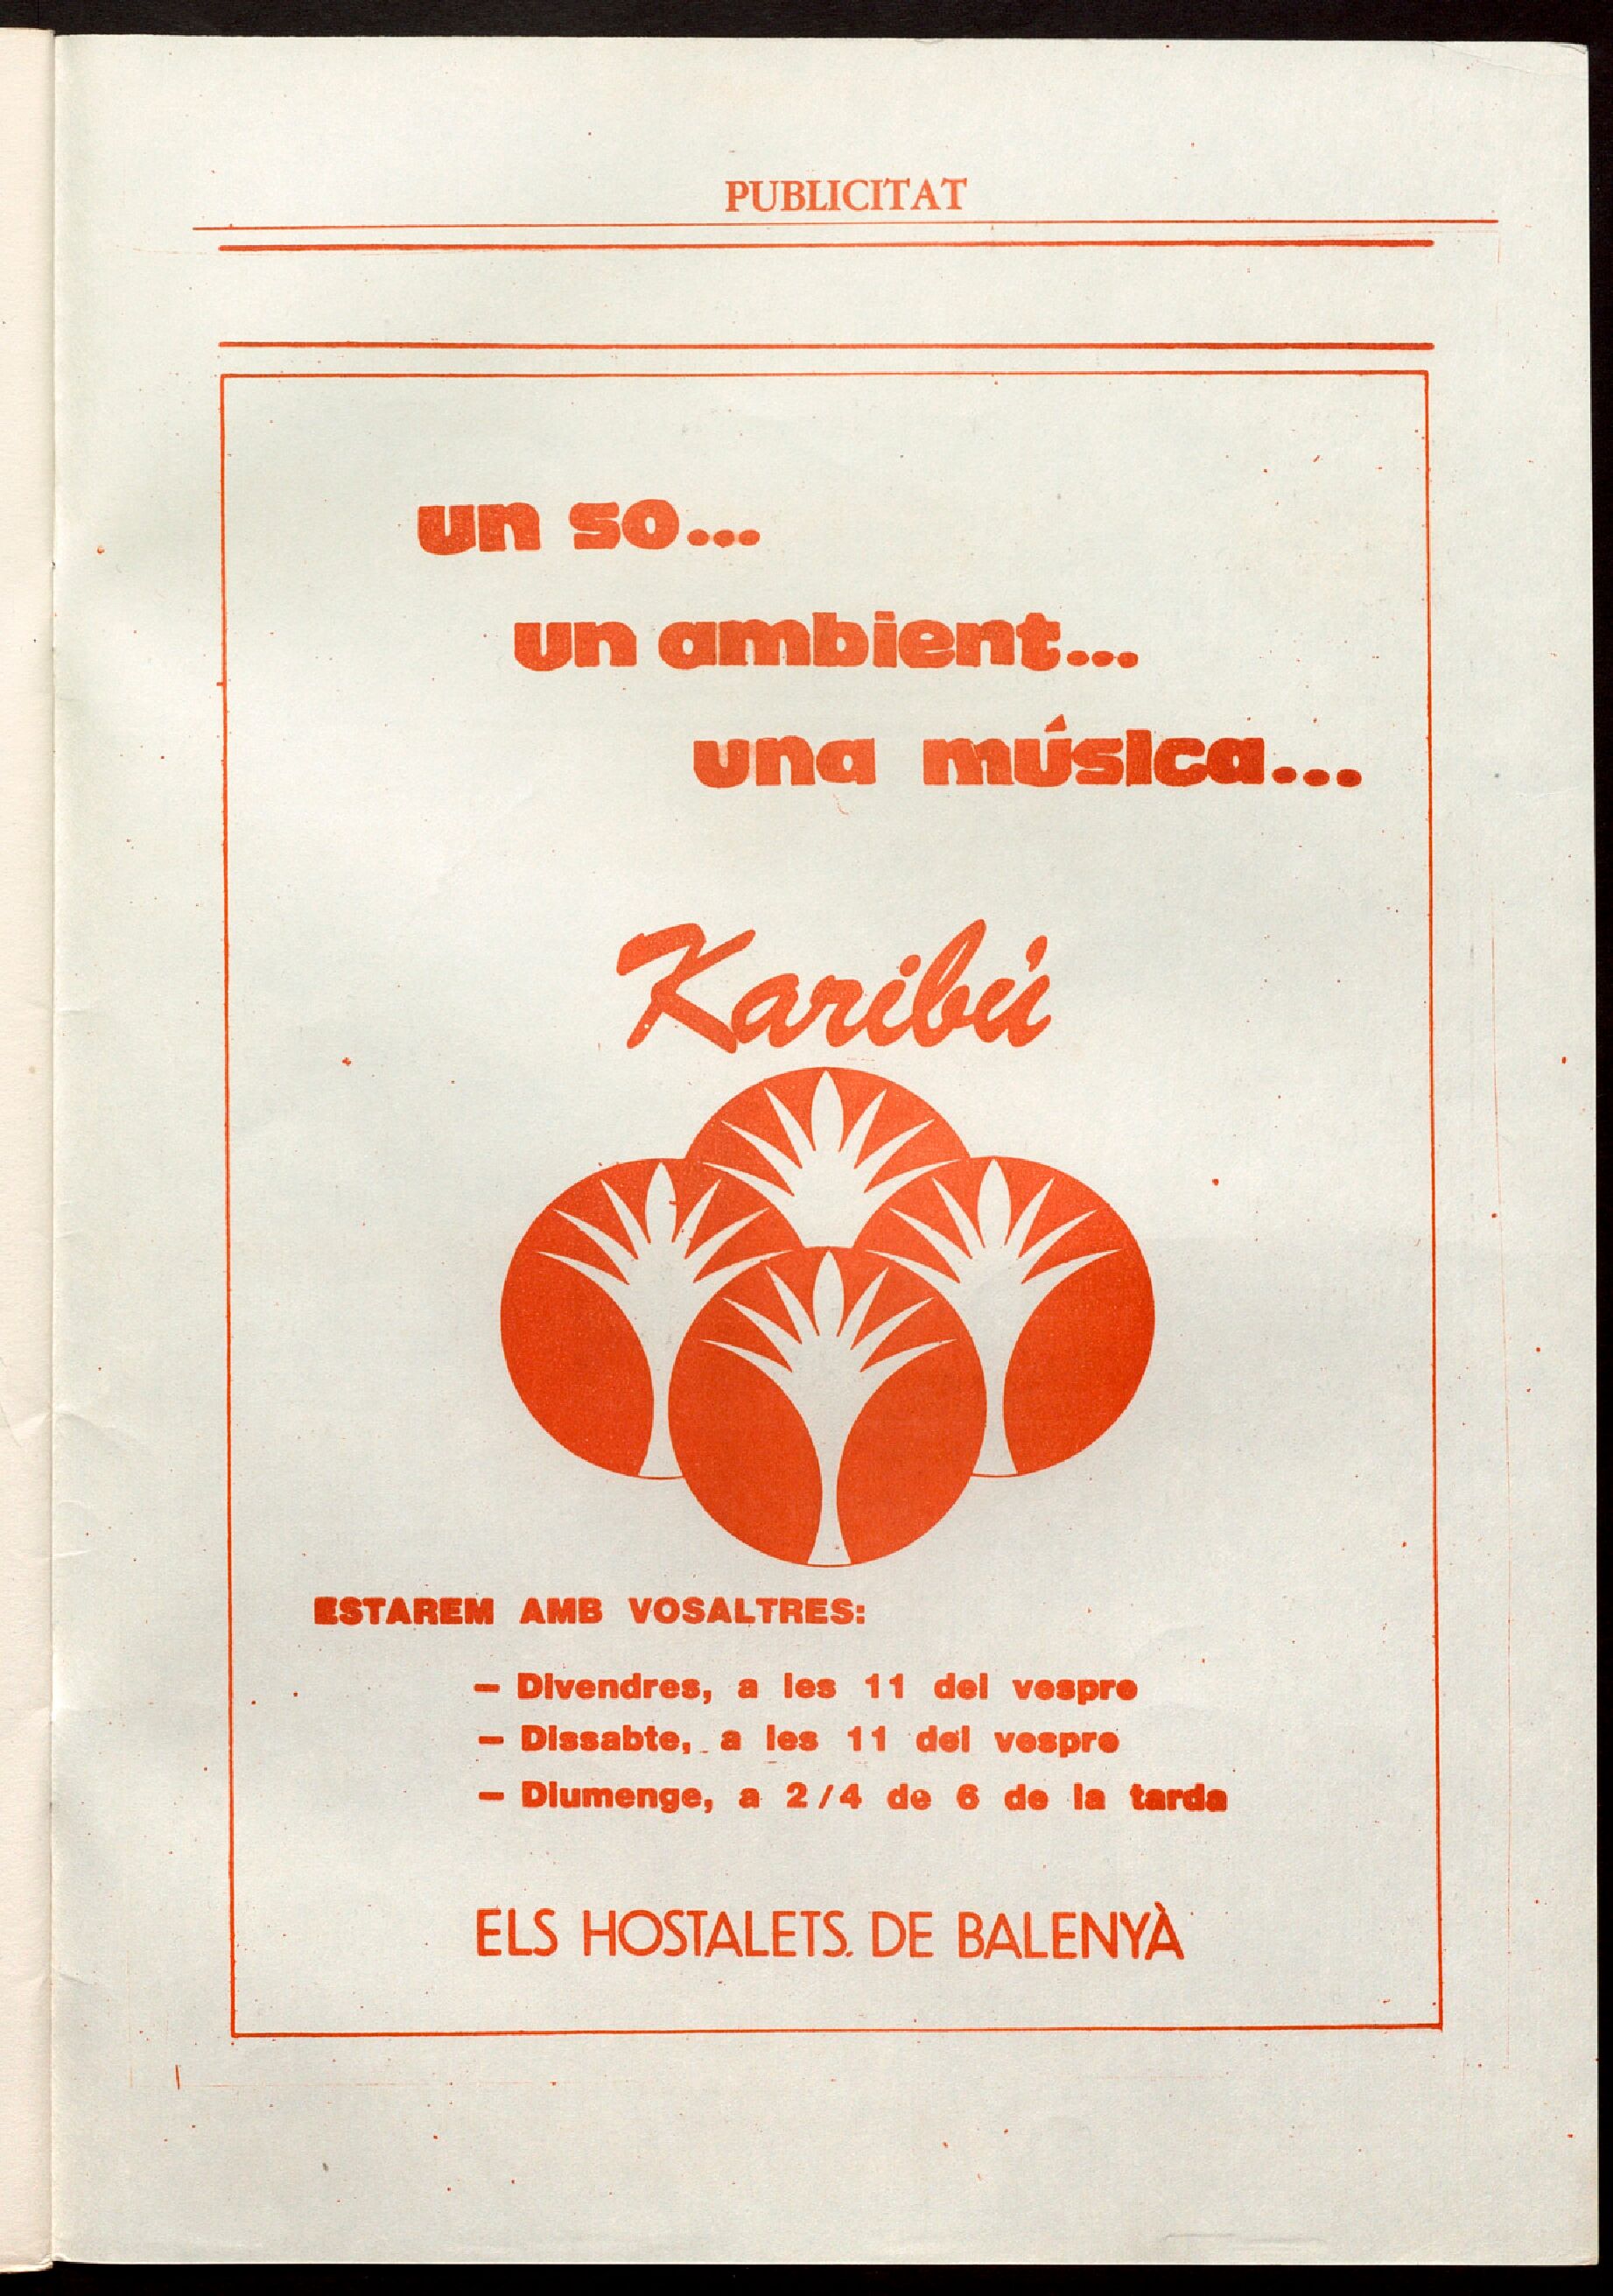 PUBLICITAT
un so...
un ambient...
una música...
Karibú
ESTAREM AMB VOSALTRES:
– Divendres, a les 11 del vespre
– Dissabte, a les 11 del vespre
– Diumenge, a 2/4 de 6 de la tarda
ELS HOSTALETS. DE BALENYÀ